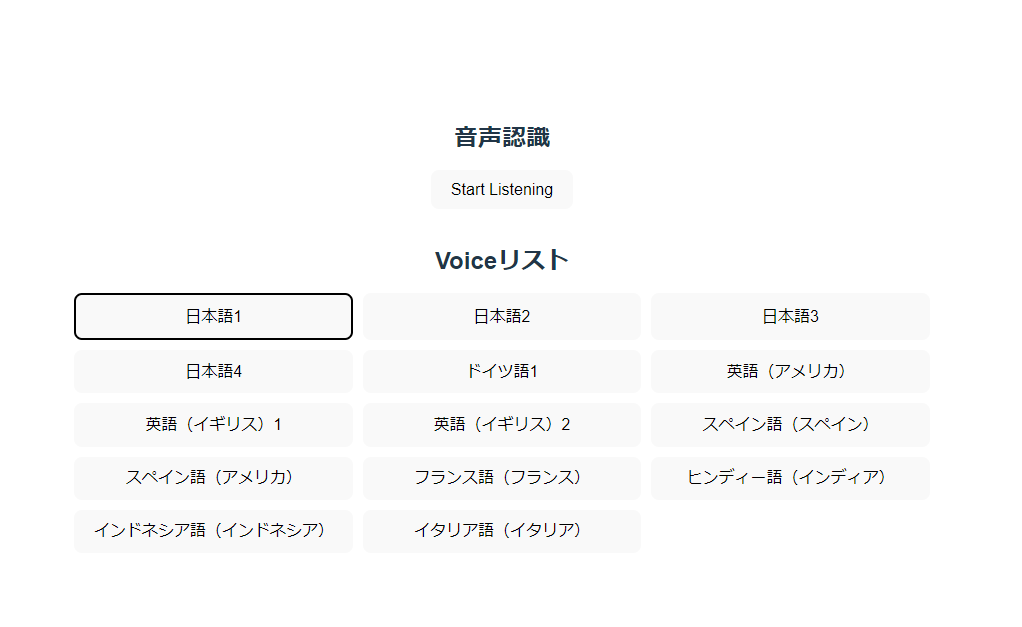 音声認識
Start Listening
Voiceリスト
日本語1
日本語2
日本語3
日本語4
ドイツ語1
英語（アメリカ）
英語（イギリス）1
英語（イギリス）2
スペイン語（スペイン）
スペイン語（アメリカ）
フランス語（フランス）
ヒンディー語（インディア）
インドネシア語（インドネシア）
イタリア語（イタリア）